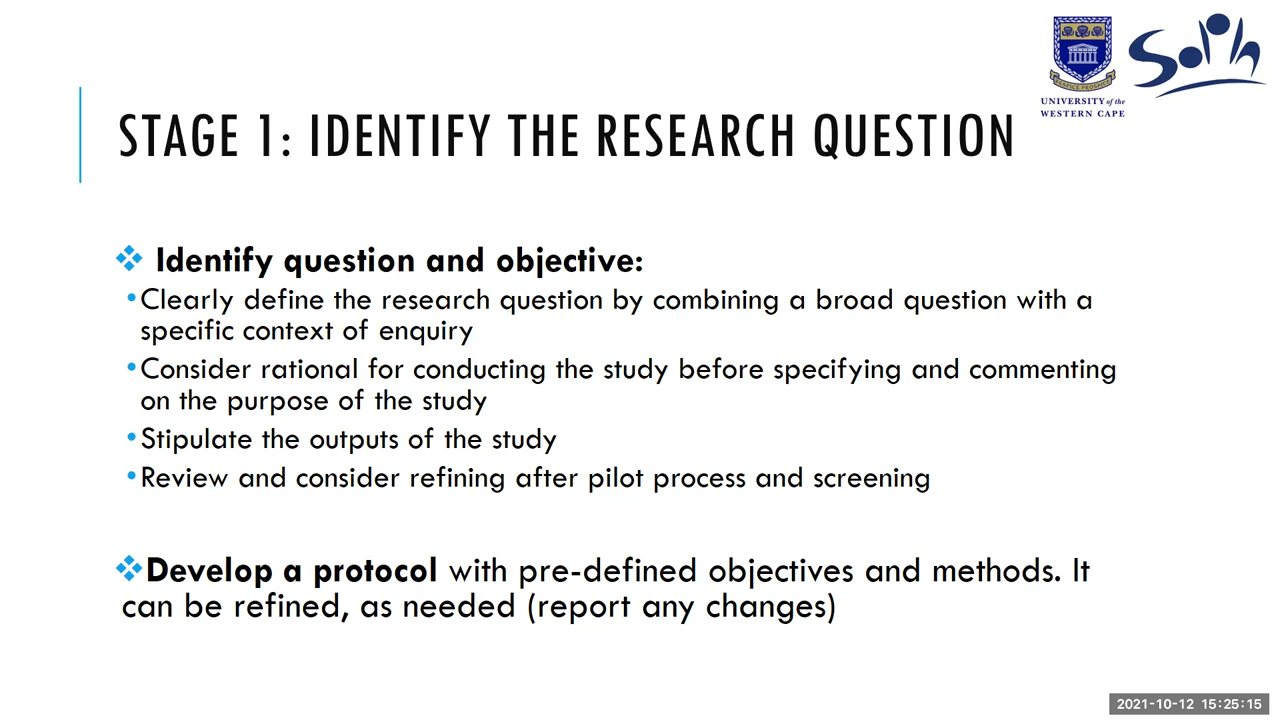 UNIVERSITY of the
WESTERN CAPE
SoPh
STAGE 1: IDENTIFY THE RESEARCH QUESTION
❖ Identify question and objective:
•Clearly define the research question by combining a broad question with a
specific context of enquiry
•Consider rational for conducting the study before specifying and commenting
on the purpose of the study
•Stipulate the outputs of the study
•Review and consider refining after pilot process and screening
❖Develop a protocol with pre-defined objectives and methods. It
can be refined, as needed (report any changes)
2021-10-12 15:25:15